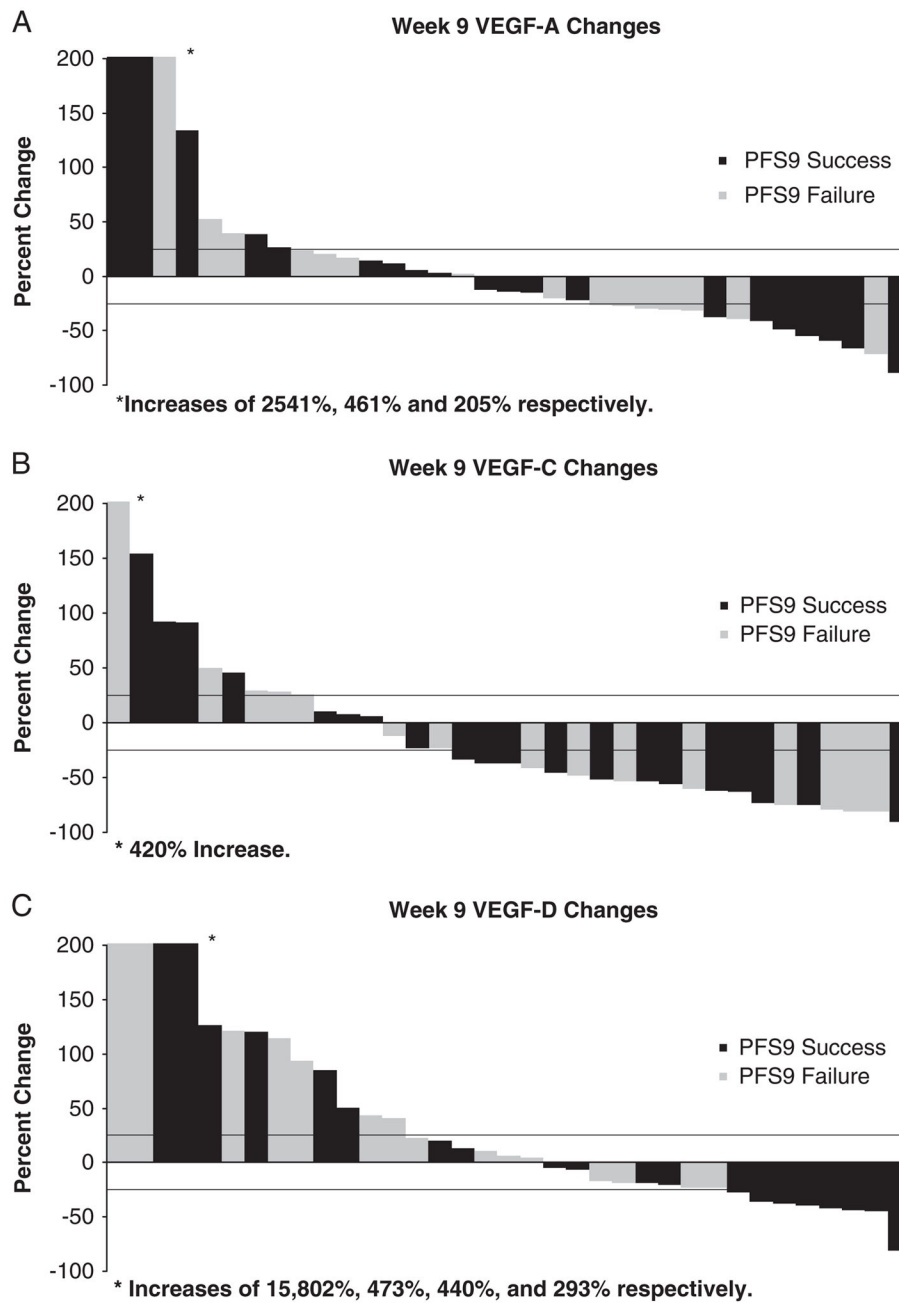 A
Week 9 VEGF-A Changes
*
200
150
100
50
0
-50
-100
Percent Change
PFS9 Success
PFS9 Failure
*Increases of 2541%, 461% and 205% respectively.
B
Week 9 VEGF-C Changes
*
200
150
100
50
0
-50
-100
Percent Change
PFS9 Success
PFS9 Failure
* 420% Increase.
C
Week 9 VEGF-D Changes
*
200
150
100
50
0
-50
-100
Percent Change
PFS9 Success
PFS9 Failure
* Increases of 15,802%, 473%, 440%, and 293% respectively.